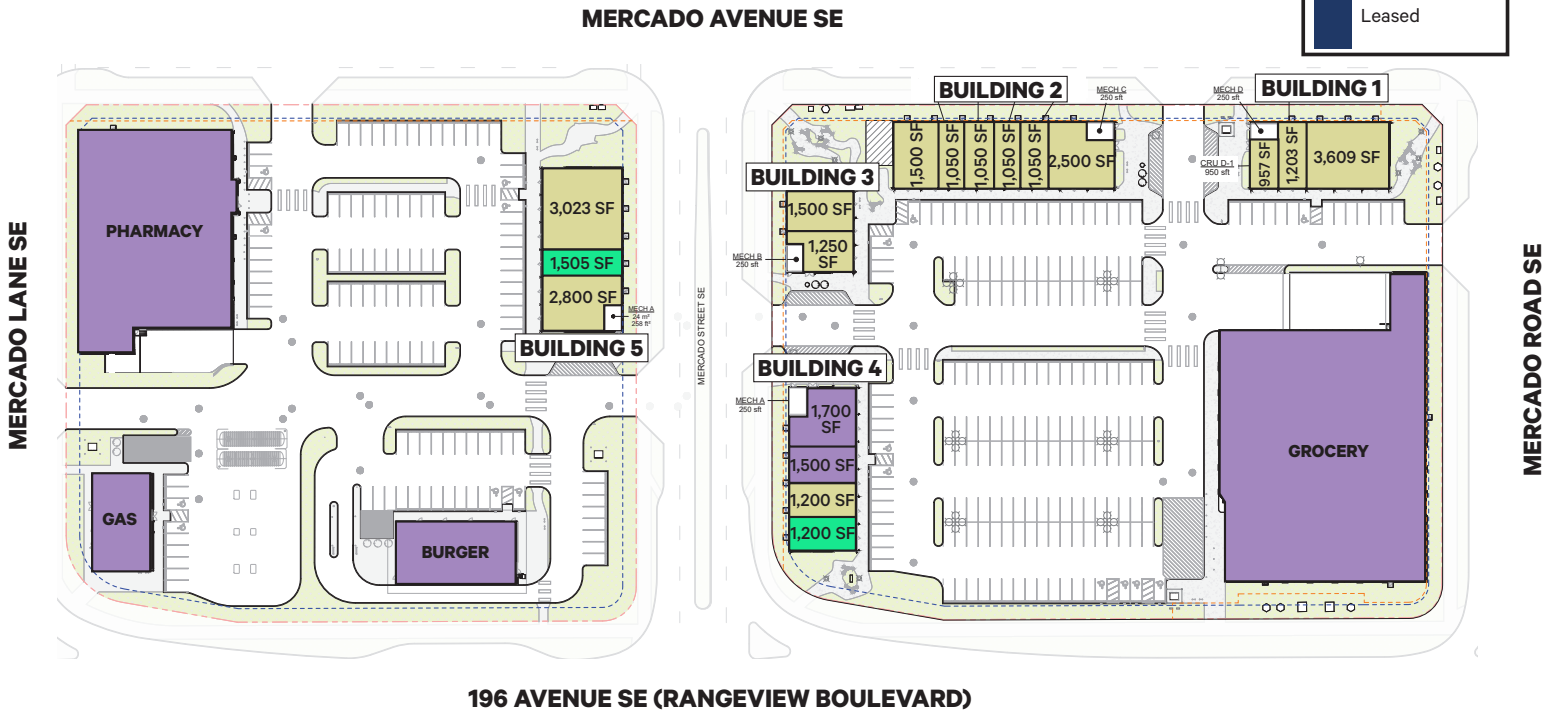 MERCADO AVENUE SE
Leased
BUILDING 2
MECH C
250 sft
MECH D
250 sft
BUILDING 1
1,500 SF
1,050 SF
1,050 SF
1,050 SF
1,050 SF
2,500 SF
CRU D-1
950 sft
957 SF
1,203 SF
3,609 SF
BUILDING 3
1,500 SF
1,250
SF
MECH B
250 sft
PHARMACY
3,023 SF
1,505 SF
2,800 SF
MECH A
24 m²
258 ft²
BUILDING 5
MERCADO LANE SE
MERCADO STREET SE
MERCADO ROAD SE
BUILDING 4
MECH A
250 sft
1,700
SF
1,500 SF
1,200 SF
1,200 SF
GROCERY
GAS
BURGER
196 AVENUE SE (RANGEVIEW BOULEVARD)